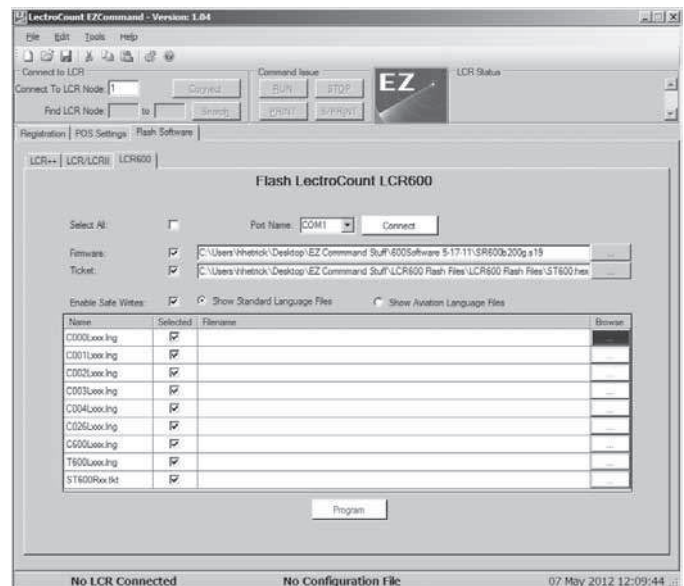 LectroCount EZCommand - Version: 1.04
File Edit Tools Help
Connect to LCR
Connect To LCR Node: 1 Connect
Find LCR Node: to Search
Command Issue
RUN STOP
PRINT S/PRINT
EZ
LCR Status
Registration POS Settings Flash Software
LCR++ LCR/LCRII LCR600
Flash LectroCount LCR600
Select All: Port Name: COM1 Connect
Firmware: C:\Users\hhetrick\Desktop\EZ Commmand Stuff\600Software 5-17-11\SR600b200g.s19 ...
Ticket: C:\Users\hhetrick\Desktop\EZ Commmand Stuff\LCR600 Flash Files\LCR600 Flash Files\ST600.hex ...
Enable Safe Writes: Show Standard Language Files Show Aviation Language Files
Name Selected Filename Browse
C000Lxxx.lng ...
C001Lxxx.lng ...
C002Lxxx.lng ...
C003Lxxx.lng ...
C004Lxxx.lng ...
C026Lxxx.lng ...
C600Lxxx.lng ...
T600Lxxx.lng ...
ST600Rxx.tkt ...
Program
No LCR Connected No Configuration File 07 May 2012 12:09:44